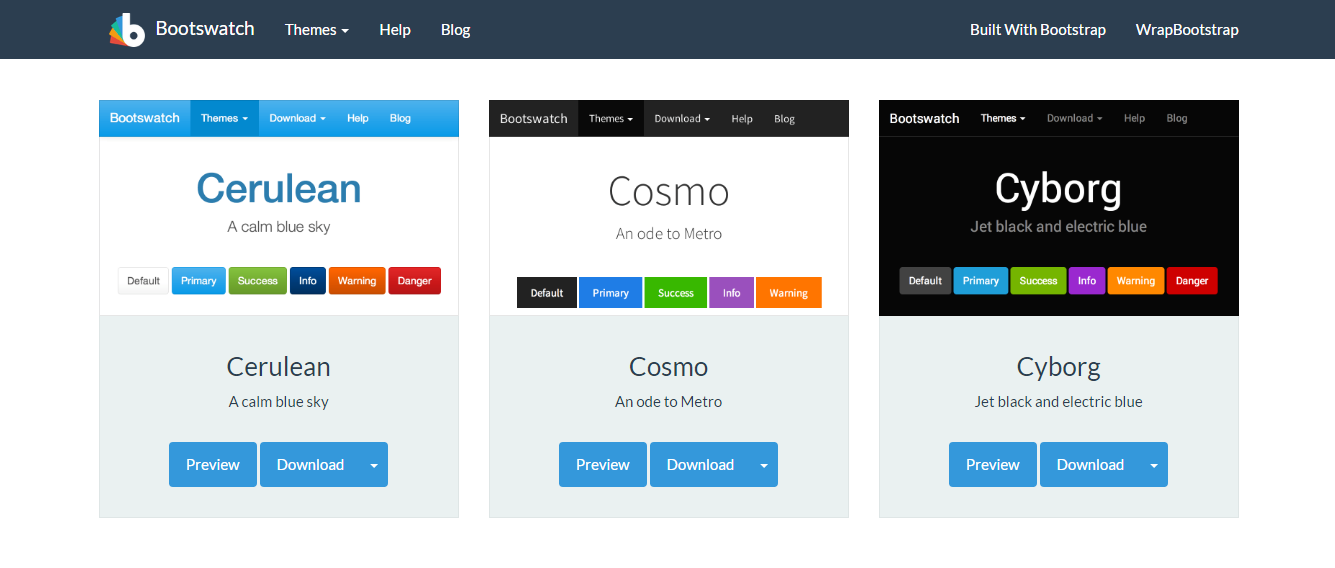 Bootswatch Themes Help Blog Built With Bootstrap WrapBootstrap
Bootswatch Themes Download Help Blog
Cerulean
A calm blue sky
Default Primary Success Info Warning Danger
Cerulean
A calm blue sky
Preview Download
Bootswatch Themes Download Help Blog
Cosmo
An ode to Metro
Default Primary Success Info Warning
Cosmo
An ode to Metro
Preview Download
Bootswatch Themes Download Help Blog
Cyborg
Jet black and electric blue
Default Primary Success Info Warning Danger
Cyborg
Jet black and electric blue
Preview Download